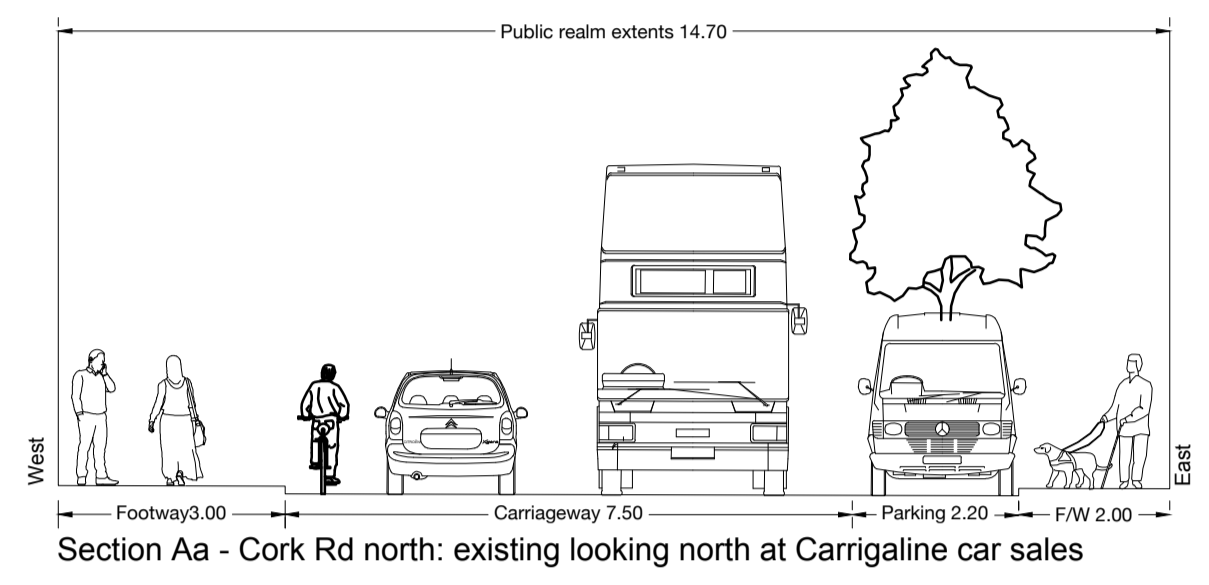 Public realm extents 14.70
West
East
Footway3.00
Carriageway 7.50
Parking 2.20
F/W 2.00
Section Aa - Cork Rd north: existing looking north at Carrigaline car sales